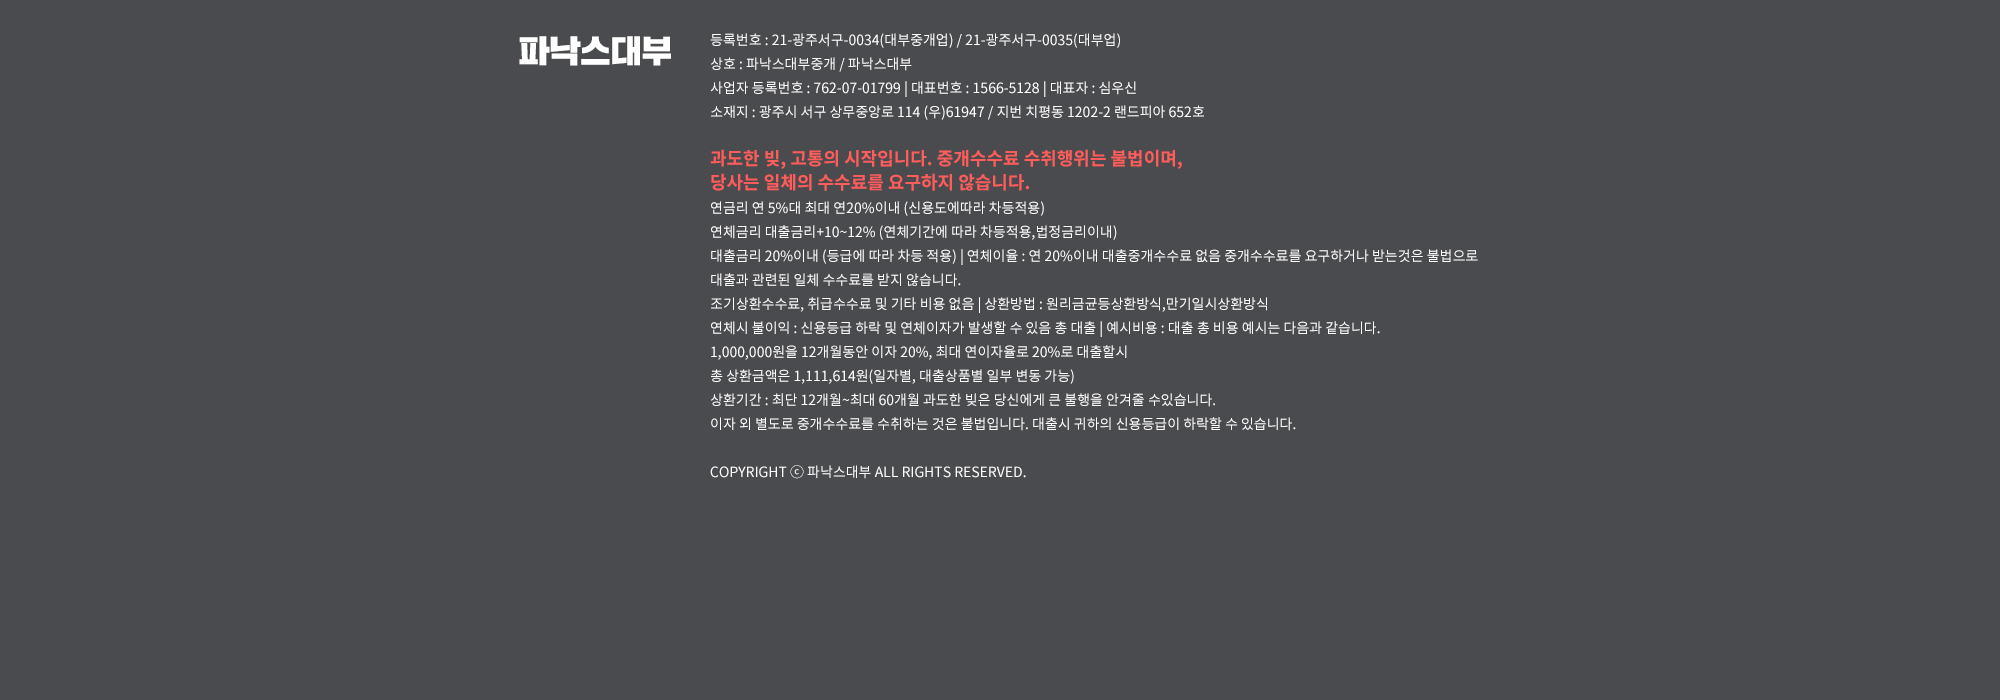 파낙스대부
등록번호 : 21-광주서구-0034(대부중개업) / 21-광주서구-0035(대부업)
상호 : 파낙스대부중개 / 파낙스대부
사업자 등록번호 : 762-07-01799 | 대표번호 : 1566-5128 | 대표자 : 심우신
소재지 : 광주시 서구 상무중앙로 114 (우)61947 / 지번 치평동 1202-2 랜드피아 652호
과도한 빚, 고통의 시작입니다. 중개수수료 수취행위는 불법이며,
당사는 일체의 수수료를 요구하지 않습니다.
연금리 연 5%대 최대 연20%이내 (신용도에따라 차등적용)
연체금리 대출금리+10~12% (연체기간에 따라 차등적용,법정금리이내)
대출금리 20%이내 (등급에 따라 차등 적용) | 연체이율 : 연 20%이내 대출중개수수료 없음 중개수수료를 요구하거나 받는것은 불법으로
대출과 관련된 일체 수수료를 받지 않습니다.
조기상환수수료, 취급수수료 및 기타 비용 없음 | 상환방법 : 원리금균등상환방식,만기일시상환방식
연체시 불이익 : 신용등급 하락 및 연체이자가 발생할 수 있음 총 대출 | 예시비용 : 대출 총 비용 예시는 다음과 같습니다.
1,000,000원을 12개월동안 이자 20%, 최대 연이자율로 20%로 대출할시
총 상환금액은 1,111,614원(일자별, 대출상품별 일부 변동 가능)
상환기간 : 최단 12개월~최대 60개월 과도한 빚은 당신에게 큰 불행을 안겨줄 수있습니다.
이자 외 별도로 중개수수료를 수취하는 것은 불법입니다. 대출시 귀하의 신용등급이 하락할 수 있습니다.
COPYRIGHT ⓒ 파낙스대부 ALL RIGHTS RESERVED.